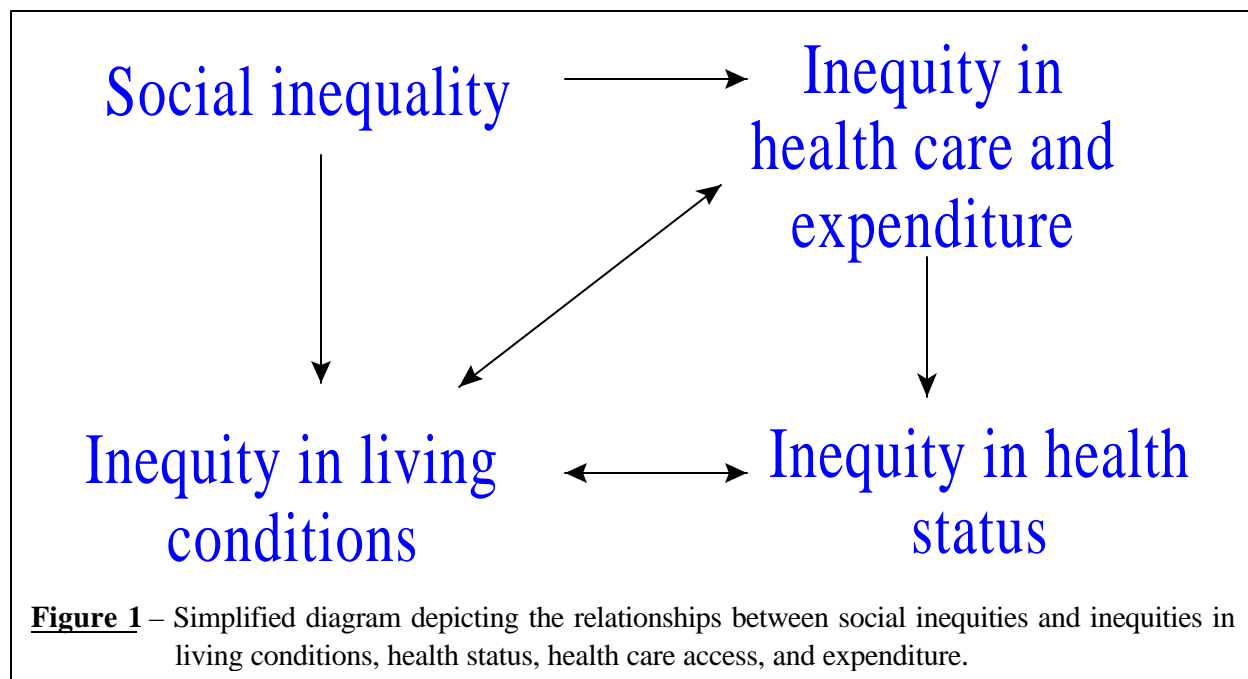 Social inequality
Inequity in
health care and
expenditure
Inequity in living
conditions
Inequity in health
status
Figure 1 – Simplified diagram depicting the relationships between social inequities and inequities in
living conditions, health status, health care access, and expenditure.